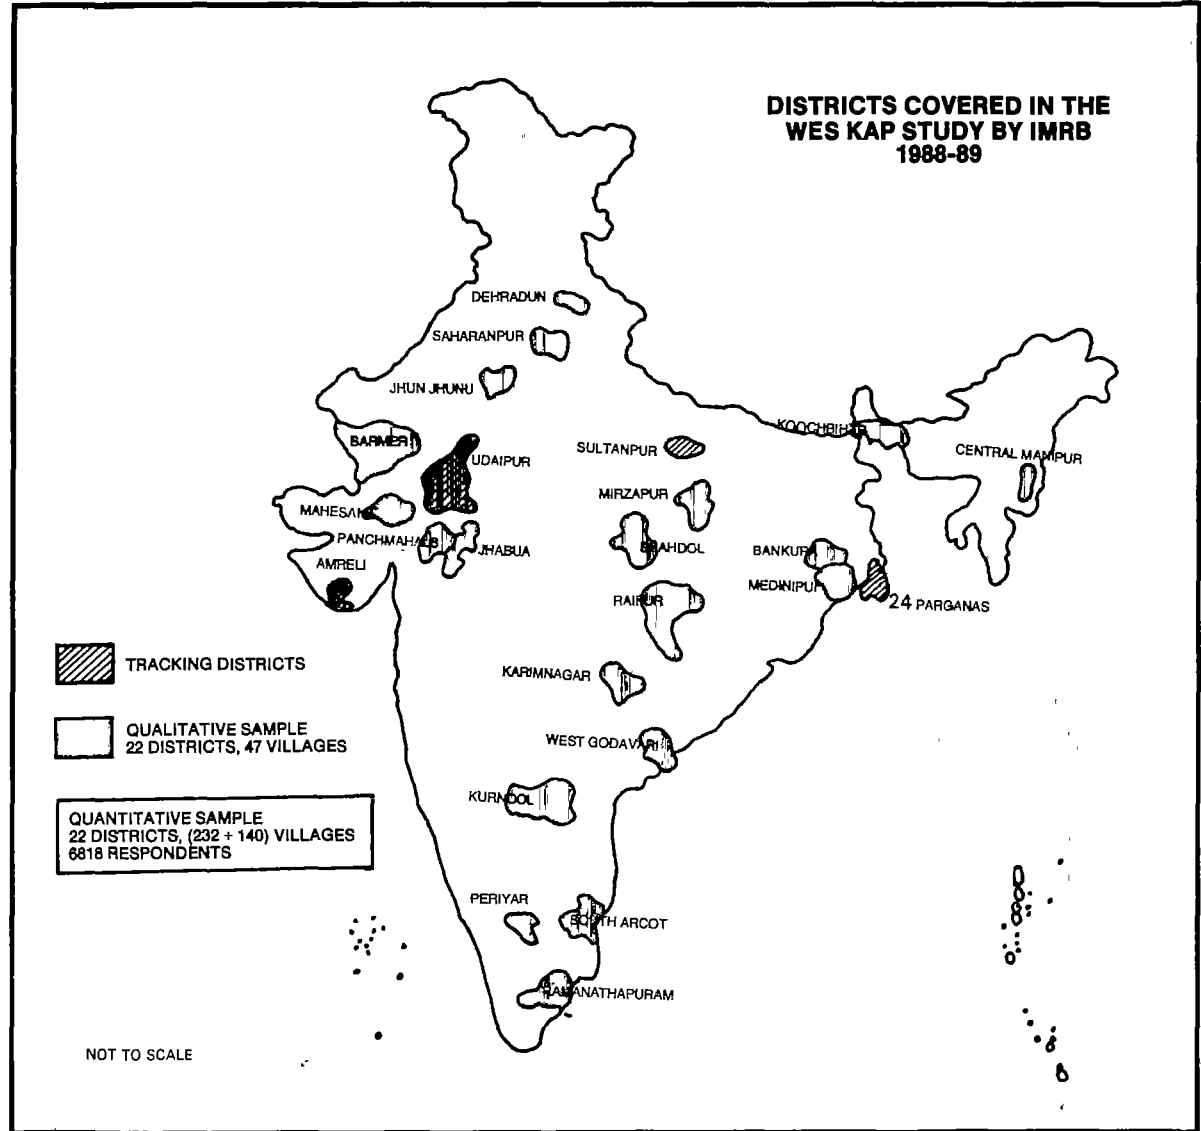 DISTRICTS COVERED IN THE
WES KAP STUDY BY IMRB
1988-89
DEHRADUN
SAHARANPUR
JHUN JHUNU
BARMER
UDAIPUR
SULTANPUR
KOOCHBIHAR
CENTRAL MANIPUR
MAHESANA
MIRZAPUR
PANCHMAHALS
JHABUA
SHAHDOL
BANKURA
AMRELI
MEDINIPUR
RAIPUR
24 PARGANAS
TRACKING DISTRICTS
KARIMNAGAR
QUALITATIVE SAMPLE
22 DISTRICTS, 47 VILLAGES
WEST GODAVARI
KURNOOL
QUANTITATIVE SAMPLE
22 DISTRICTS, (232 + 140) VILLAGES
6818 RESPONDENTS
PERIYAR
SOUTH ARCOT
RAMANATHAPURAM
NOT TO SCALE